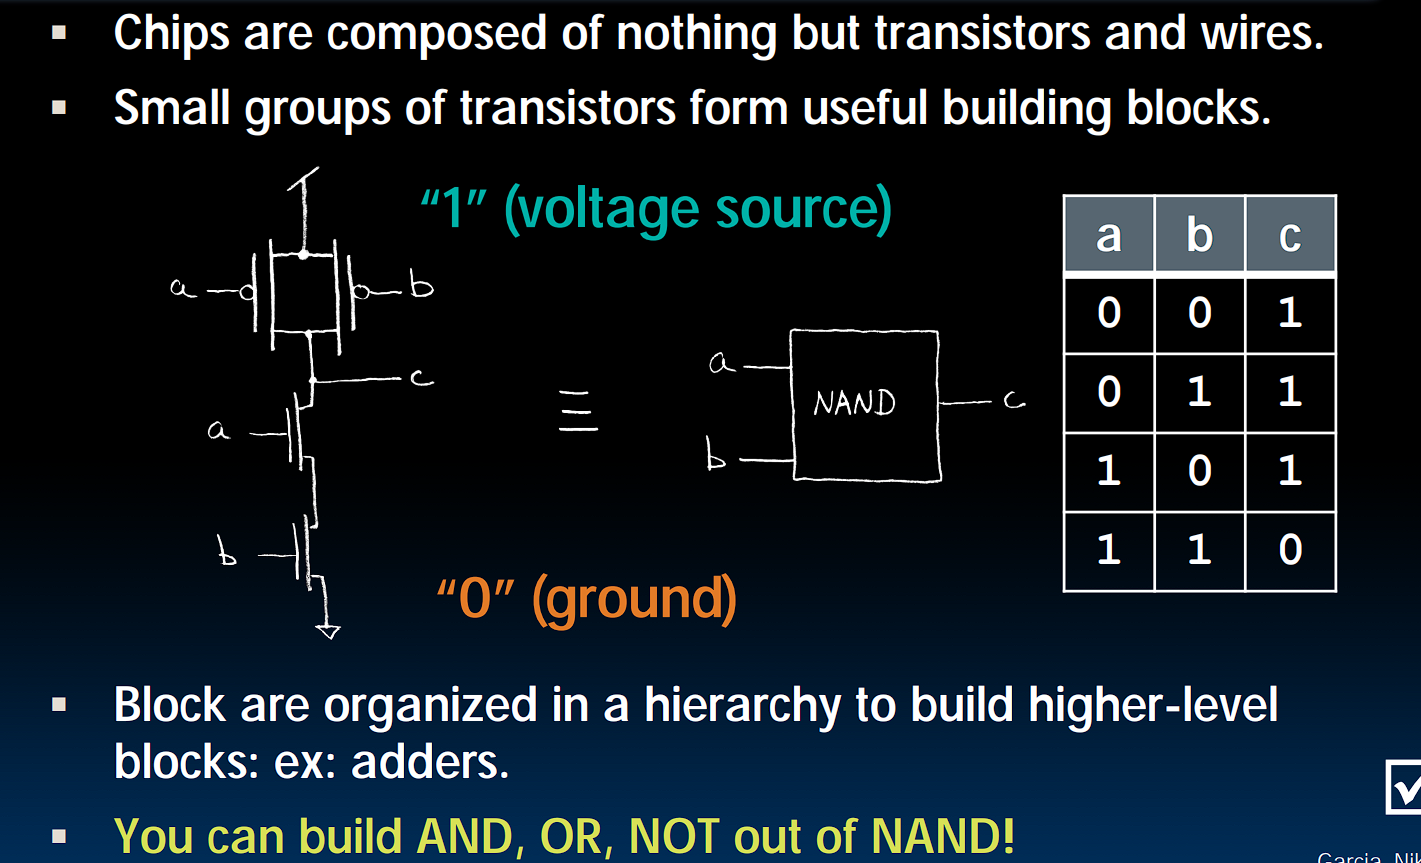 Chips are composed of nothing but transistors and wires.
Small groups of transistors form useful building blocks.
“1” (voltage source)
a b
c
a
b
“0” (ground)
a
b
NAND
c
a b c
0 0 1
0 1 1
1 0 1
1 1 0
Block are organized in a hierarchy to build higher-level
blocks: ex: adders.
You can build AND, OR, NOT out of NAND!
Garcia, Nik